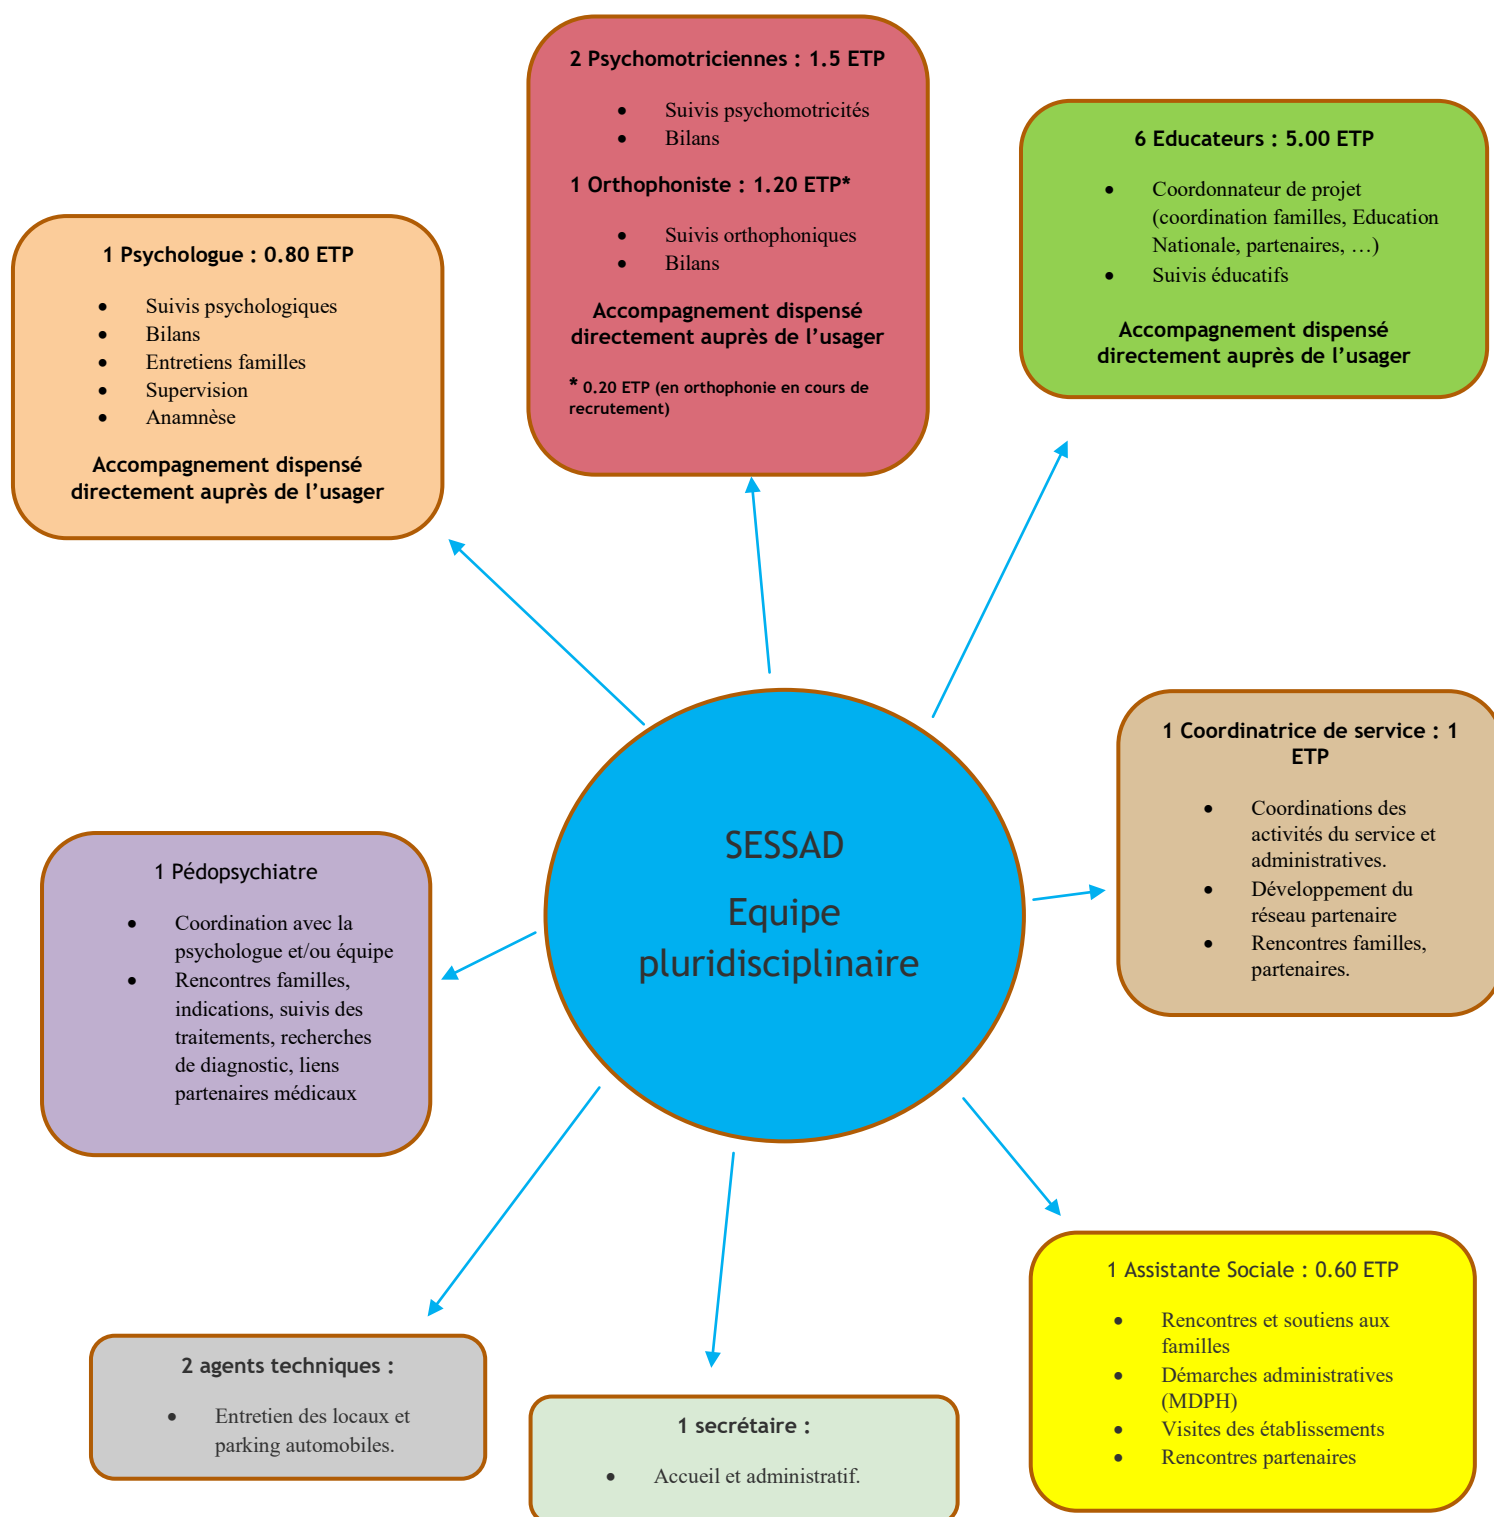 2 Psychomotriciennes : 1.5 ETP
• Suivis psychomotricités
• Bilans
1 Orthophoniste : 1.20 ETP*
• Suivis orthophoniques
• Bilans
Accompagnement dispensé
directement auprès de l’usager
* 0.20 ETP (en orthophonie en cours de
recrutement)
6 Educateurs : 5.00 ETP
• Coordonnateur de projet
(coordination familles, Education
Nationale, partenaires, …)
• Suivis éducatifs
Accompagnement dispensé
directement auprès de l’usager
1 Psychologue : 0.80 ETP
• Suivis psychologiques
• Bilans
• Entretiens familles
• Supervision
• Anamnèse
Accompagnement dispensé
directement auprès de l’usager
1 Coordinatrice de service : 1
ETP
• Coordinations des
activités du service et
administratives.
• Développement du
réseau partenaire
• Rencontres familles,
partenaires.
SESSAD
Equipe
pluridisciplinaire
1 Pédopsychiatre
• Coordination avec la
psychologue et/ou équipe
• Rencontres familles,
indications, suivis des
traitements, recherches
de diagnostic, liens
partenaires médicaux
1 Assistante Sociale : 0.60 ETP
• Rencontres et soutiens aux
familles
• Démarches administratives
(MDPH)
• Visites des établissements
• Rencontres partenaires
2 agents techniques :
• Entretien des locaux et
parking automobiles.
1 secrétaire :
• Accueil et administratif.